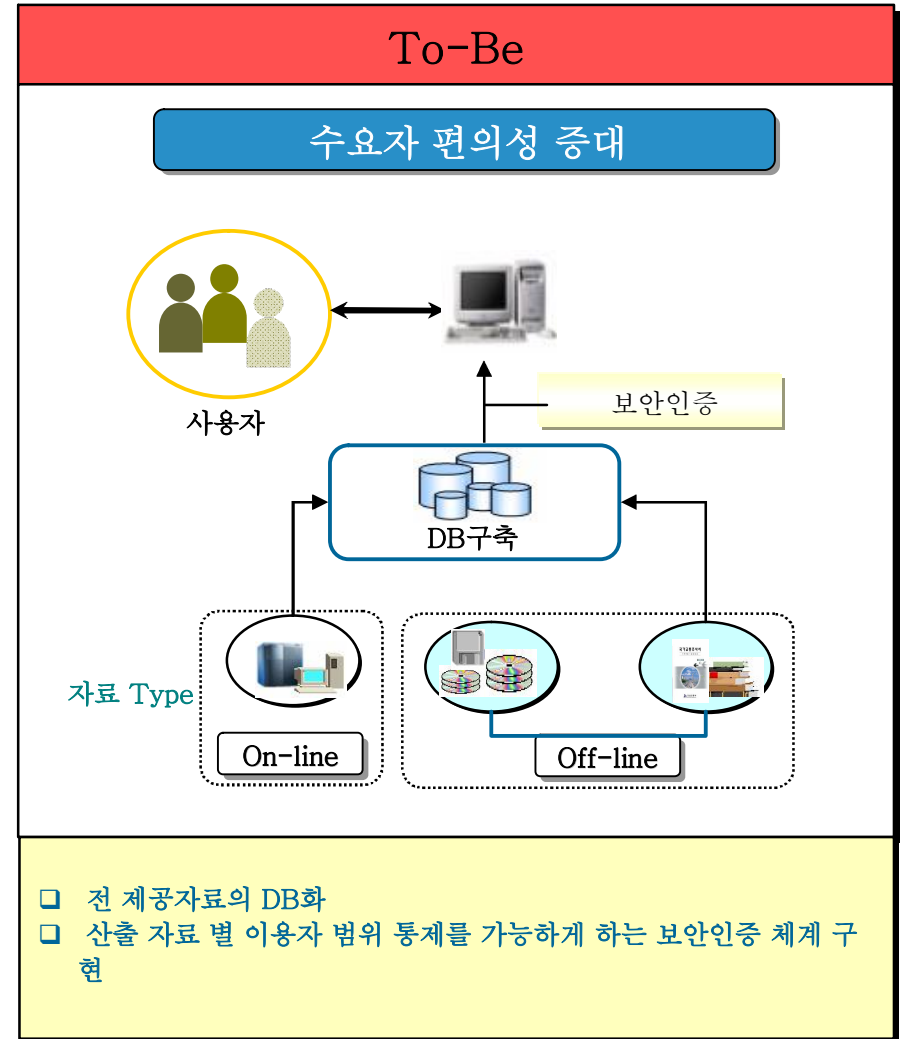 To-Be
수요자 편의성 증대
사용자
보안인증
DB구축
자료 Type
On-line
Off-line
전 제공자료의 DB화
산출 자료 별 이용자 범위 통제를 가능하게 하는 보안인증 체계 구
현